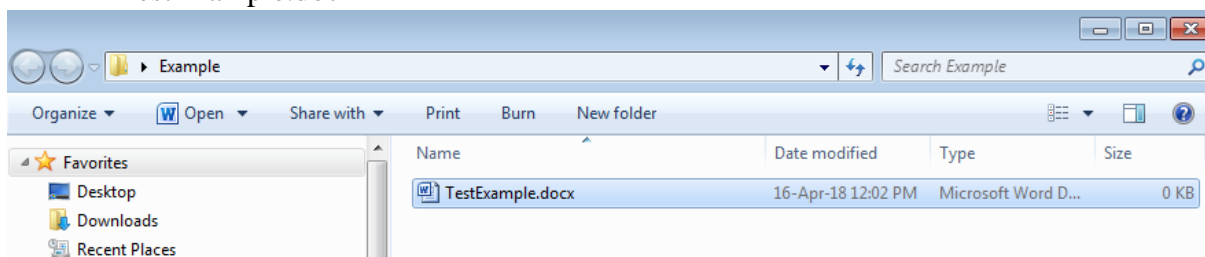 Example
Search Example
Organize
Open
Share with
Print
Burn
New folder
Name
Date modified
Type
Size
Favorites
Desktop
Downloads
Recent Places
TestExample.docx
16-Apr-18 12:02 PM
Microsoft Word D...
0 KB